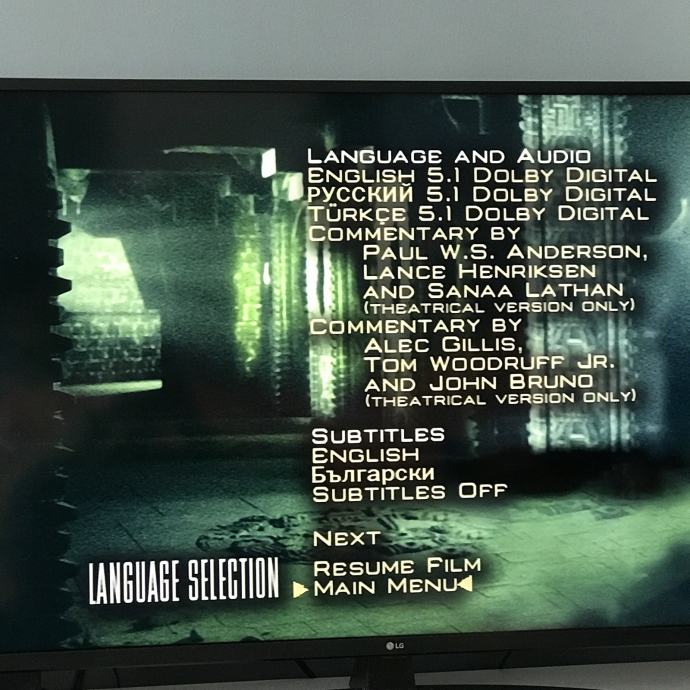 LANGUAGE AND AUDIO
ENGLISH 5.1 DOLBY DIGITAL
РУССКИЙ 5.1 DOLBY DIGITAL
TÜRKÇE 5.1 DOLBY DIGITAL
COMMENTARY BY
PAUL W.S. ANDERSON,
LANCE HENRIKSEN
AND SANAA LATHAN
(THEATRICAL VERSION ONLY)
COMMENTARY BY
ALEC GILLIS,
TOM WOODRUFF JR.
AND JOHN BRUNO
(THEATRICAL VERSION ONLY)
SUBTITLES
ENGLISH
Български
SUBTITLES OFF
NEXT
RESUME FILM
MAIN MENU
LANGUAGE SELECTION
LG